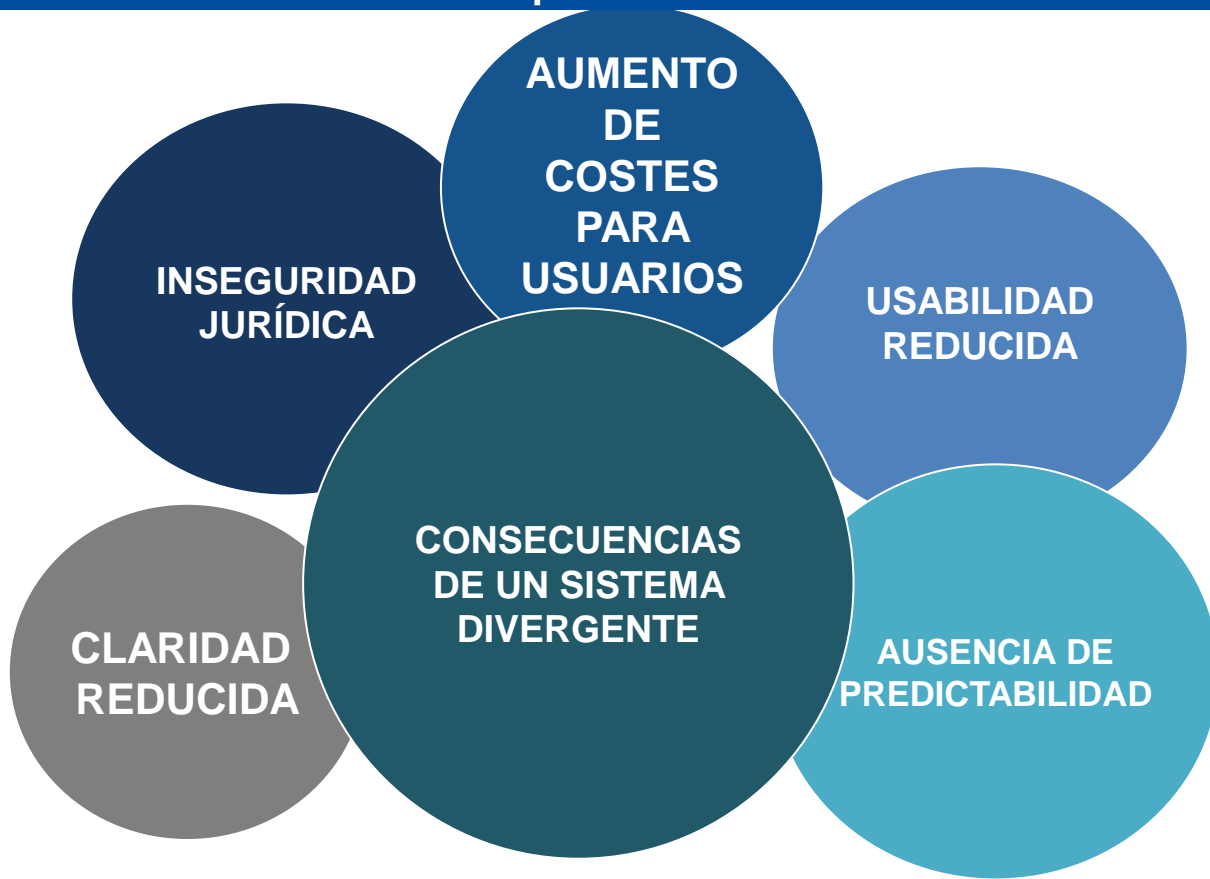 AUMENTO
DE
COSTES
PARA
USUARIOS
INSEGURIDAD
JURÍDICA
USABILIDAD
REDUCIDA
CONSECUENCIAS
DE UN SISTEMA
DIVERGENTE
CLARIDAD
REDUCIDA
AUSENCIA DE
PREDICTABILIDAD